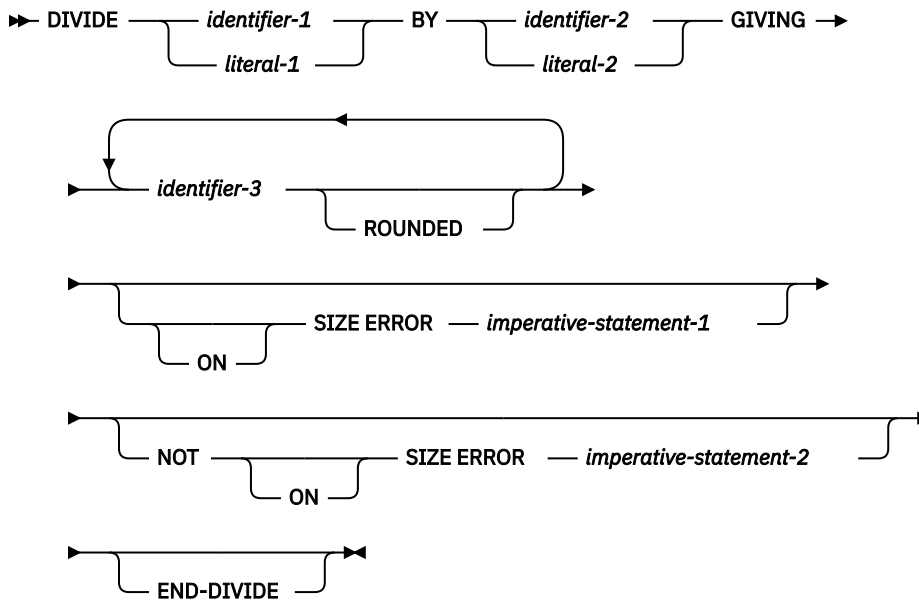 DIVIDE identifier-1 BY identifier-2 GIVING
literal-1 literal-2
identifier-3
ROUNDED
SIZE ERROR imperative-statement-1
ON
NOT SIZE ERROR imperative-statement-2
ON
END-DIVIDE